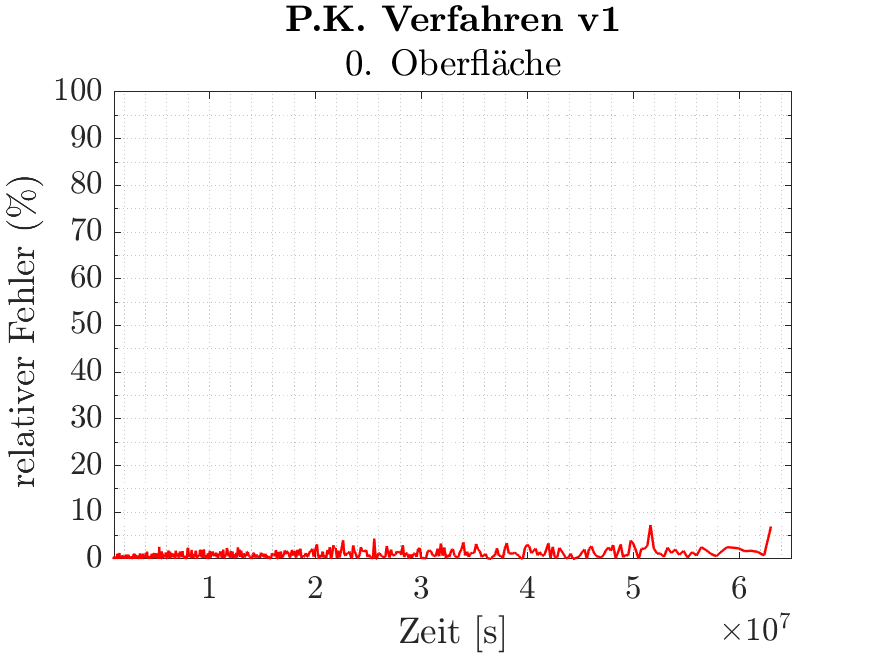 P.K. Verfahren v1
0. Oberfläche
relativer Fehler (%)
100
90
80
70
60
50
40
30
20
10
0
1 2 3 4 5 6
×10⁷
Zeit [s]